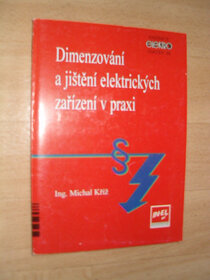 elektro
Dimenzování
a jištění elektrických
zařízení v praxi
§
Ing. Michal Kříž
IN-EL